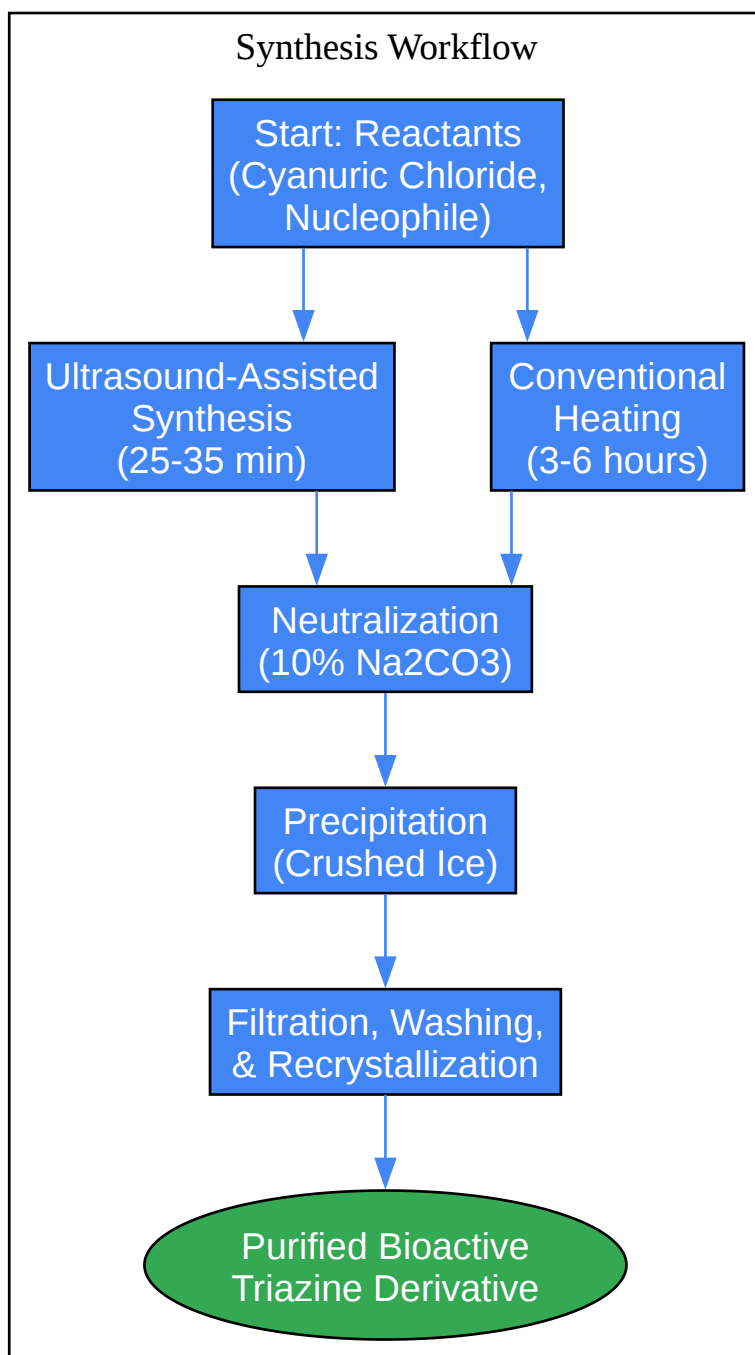 Synthesis Workflow
Start: Reactants
(Cyanuric Chloride,
Nucleophile)
Ultrasound-Assisted
Synthesis
(25-35 min)
Conventional
Heating
(3-6 hours)
Neutralization
(10% Na2CO3)
Precipitation
(Crushed Ice)
Filtration, Washing,
& Recrystallization
Purified Bioactive
Triazine Derivative